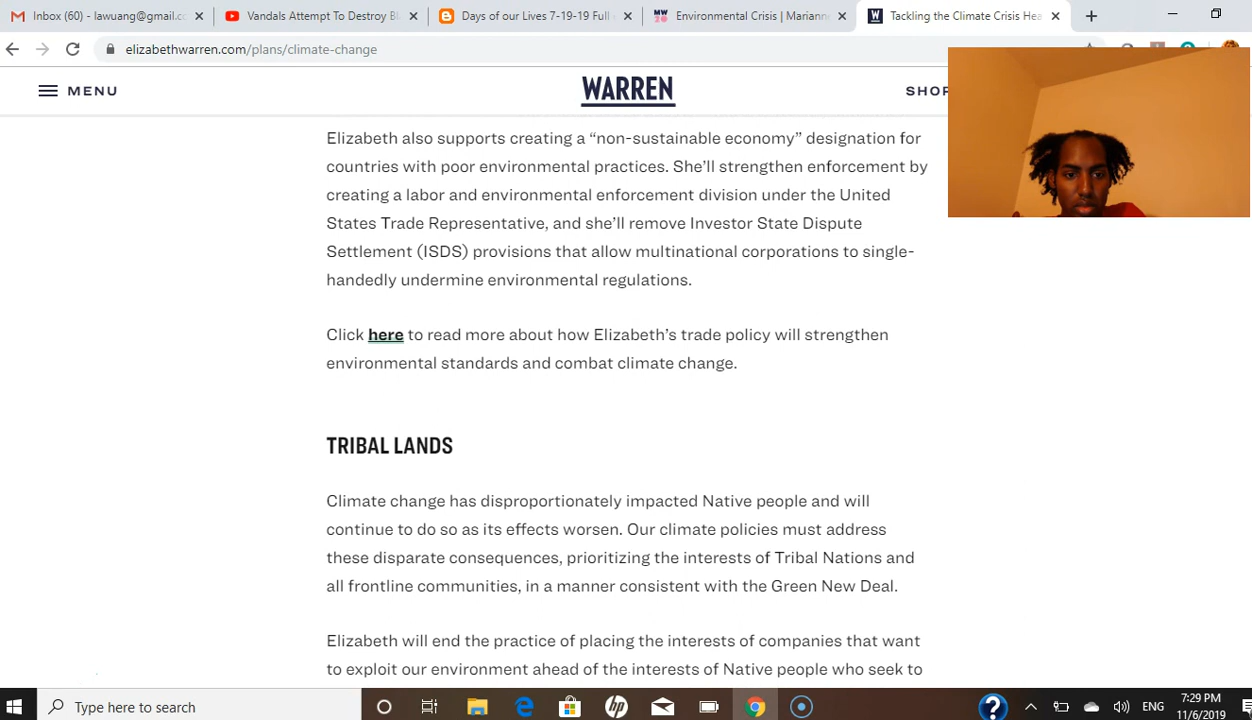 Inbox (60) - lawuang@gmail.co
Vandals Attempt To Destroy Bl
Days of our Lives 7-19-19 Full
Environmental Crisis | Mariann
Tackling the Climate Crisis Hea
elizabethwarren.com/plans/climate-change
MENU
WARREN
SHOP
Elizabeth also supports creating a “non-sustainable economy” designation for
countries with poor environmental practices. She’ll strengthen enforcement by
creating a labor and environmental enforcement division under the United
States Trade Representative, and she’ll remove Investor State Dispute
Settlement (ISDS) provisions that allow multinational corporations to single-
handedly undermine environmental regulations.
Click here to read more about how Elizabeth’s trade policy will strengthen
environmental standards and combat climate change.
TRIBAL LANDS
Climate change has disproportionately impacted Native people and will
continue to do so as its effects worsen. Our climate policies must address
these disparate consequences, prioritizing the interests of Tribal Nations and
all frontline communities, in a manner consistent with the Green New Deal.
Elizabeth will end the practice of placing the interests of companies that want
to exploit our environment ahead of the interests of Native people who seek to
Type here to search
hp
ENG
7:29 PM
11/6/2019